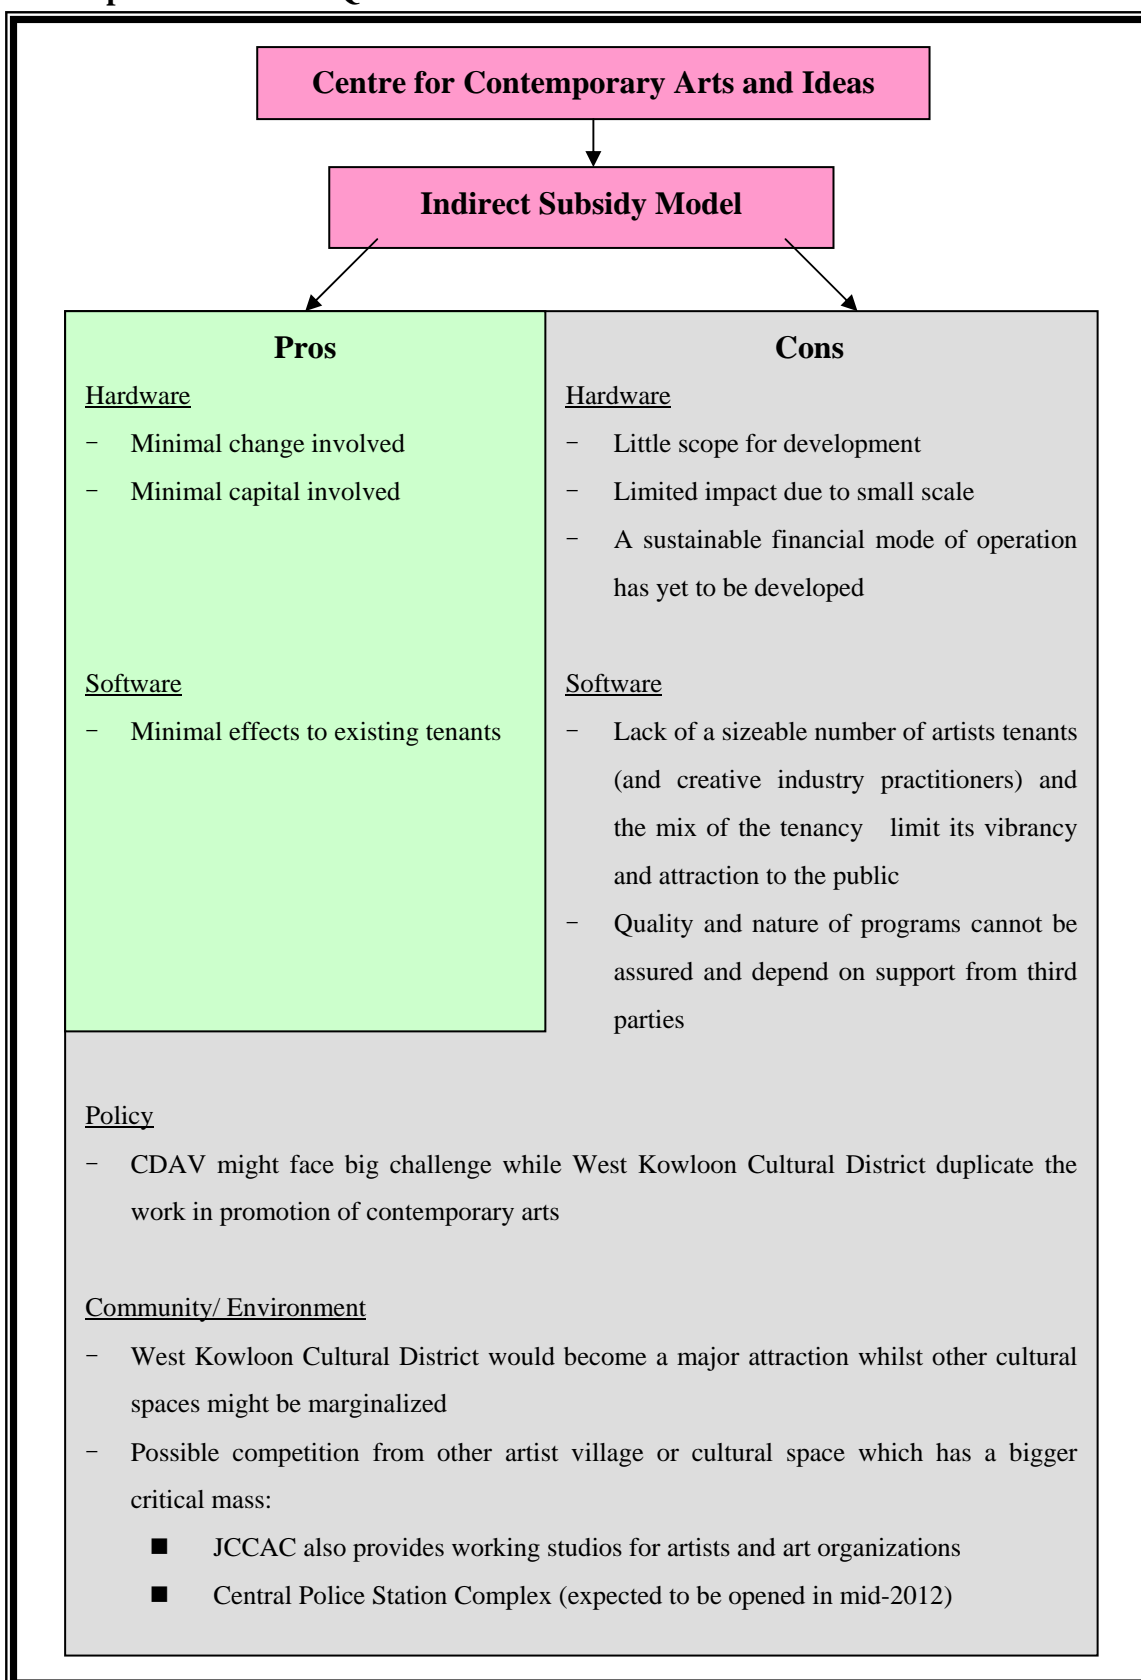 Centre for Contemporary Arts and Ideas
Indirect Subsidy Model
Pros
Hardware
- Minimal change involved
- Minimal capital involved
Software
- Minimal effects to existing tenants
Cons
Hardware
- Little scope for development
- Limited impact due to small scale
- A sustainable financial mode of operation
has yet to be developed
Software
- Lack of a sizeable number of artists tenants
(and creative industry practitioners) and
the mix of the tenancy limit its vibrancy
and attraction to the public
- Quality and nature of programs cannot be
assured and depend on support from third
parties
Policy
- CDAV might face big challenge while West Kowloon Cultural District duplicate the
work in promotion of contemporary arts
Community/ Environment
- West Kowloon Cultural District would become a major attraction whilst other cultural
spaces might be marginalized
- Possible competition from other artist village or cultural space which has a bigger
critical mass:
■ JCCAC also provides working studios for artists and art organizations
■ Central Police Station Complex (expected to be opened in mid-2012)